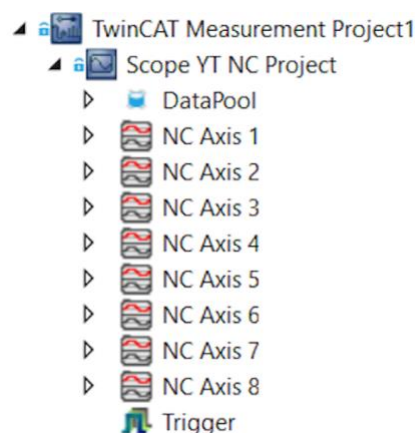 TwinCAT Measurement Project1
Scope YT NC Project
DataPool
NC Axis 1
NC Axis 2
NC Axis 3
NC Axis 4
NC Axis 5
NC Axis 6
NC Axis 7
NC Axis 8
Trigger